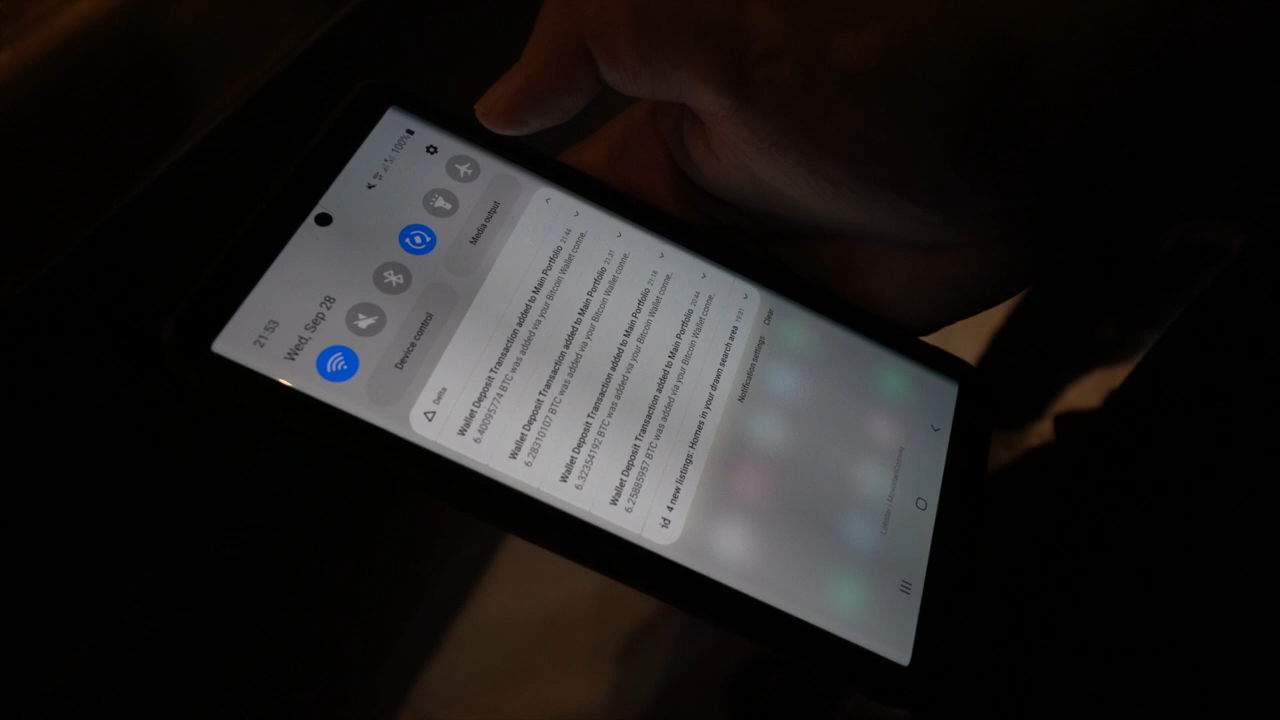 21:53
100%
Wed, Sep 28
Device control
Media output
Delta
Wallet Deposit Transaction added to Main Portfolio 21:44
6.40095774 BTC was added via your Bitcoin Wallet conne..
Wallet Deposit Transaction added to Main Portfolio 21:31
6.28310107 BTC was added via your Bitcoin Wallet conne..
Wallet Deposit Transaction added to Main Portfolio 21:18
6.32354192 BTC was added via your Bitcoin Wallet conne..
Wallet Deposit Transaction added to Main Portfolio 20:44
6.25885957 BTC was added via your Bitcoin Wallet conne..
id 4 new listings: Homes in your drawn search area 19:21
Notification settings
Clear